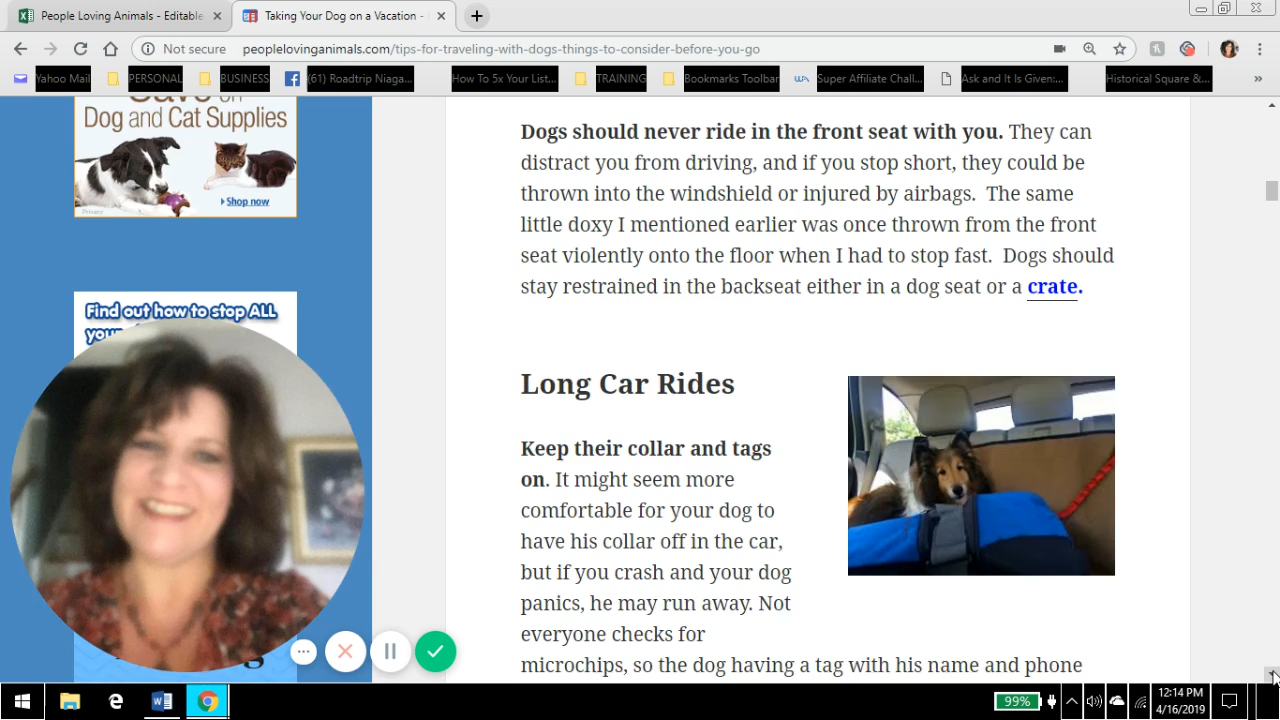 People Loving Animals - Editable
Taking Your Dog on a Vacation -
Not secure
peoplelovinganimals.com/tips-for-traveling-with-dogs-things-to-consider-before-you-go
Yahoo Mail
PERSONAL
BUSINESS
(61) Roadtrip Niaga...
How To 5x Your List...
TRAINING
Bookmarks Toolbar
Super Affiliate Chall...
Ask and It Is Given:...
Historical Square &...
Save on
Dog and Cat Supplies
Shop now
Privacy
Find out how to stop ALL
Dogs should never ride in the front seat with you. They can
distract you from driving, and if you stop short, they could be
thrown into the windshield or injured by airbags. The same
little doxy I mentioned earlier was once thrown from the front
seat violently onto the floor when I had to stop fast. Dogs should
stay restrained in the backseat either in a dog seat or a crate.
Long Car Rides
Keep their collar and tags
on. It might seem more
comfortable for your dog to
have his collar off in the car,
but if you crash and your dog
panics, he may run away. Not
everyone checks for
microchips, so the dog having a tag with his name and phone
99%
12:14 PM
4/16/2019